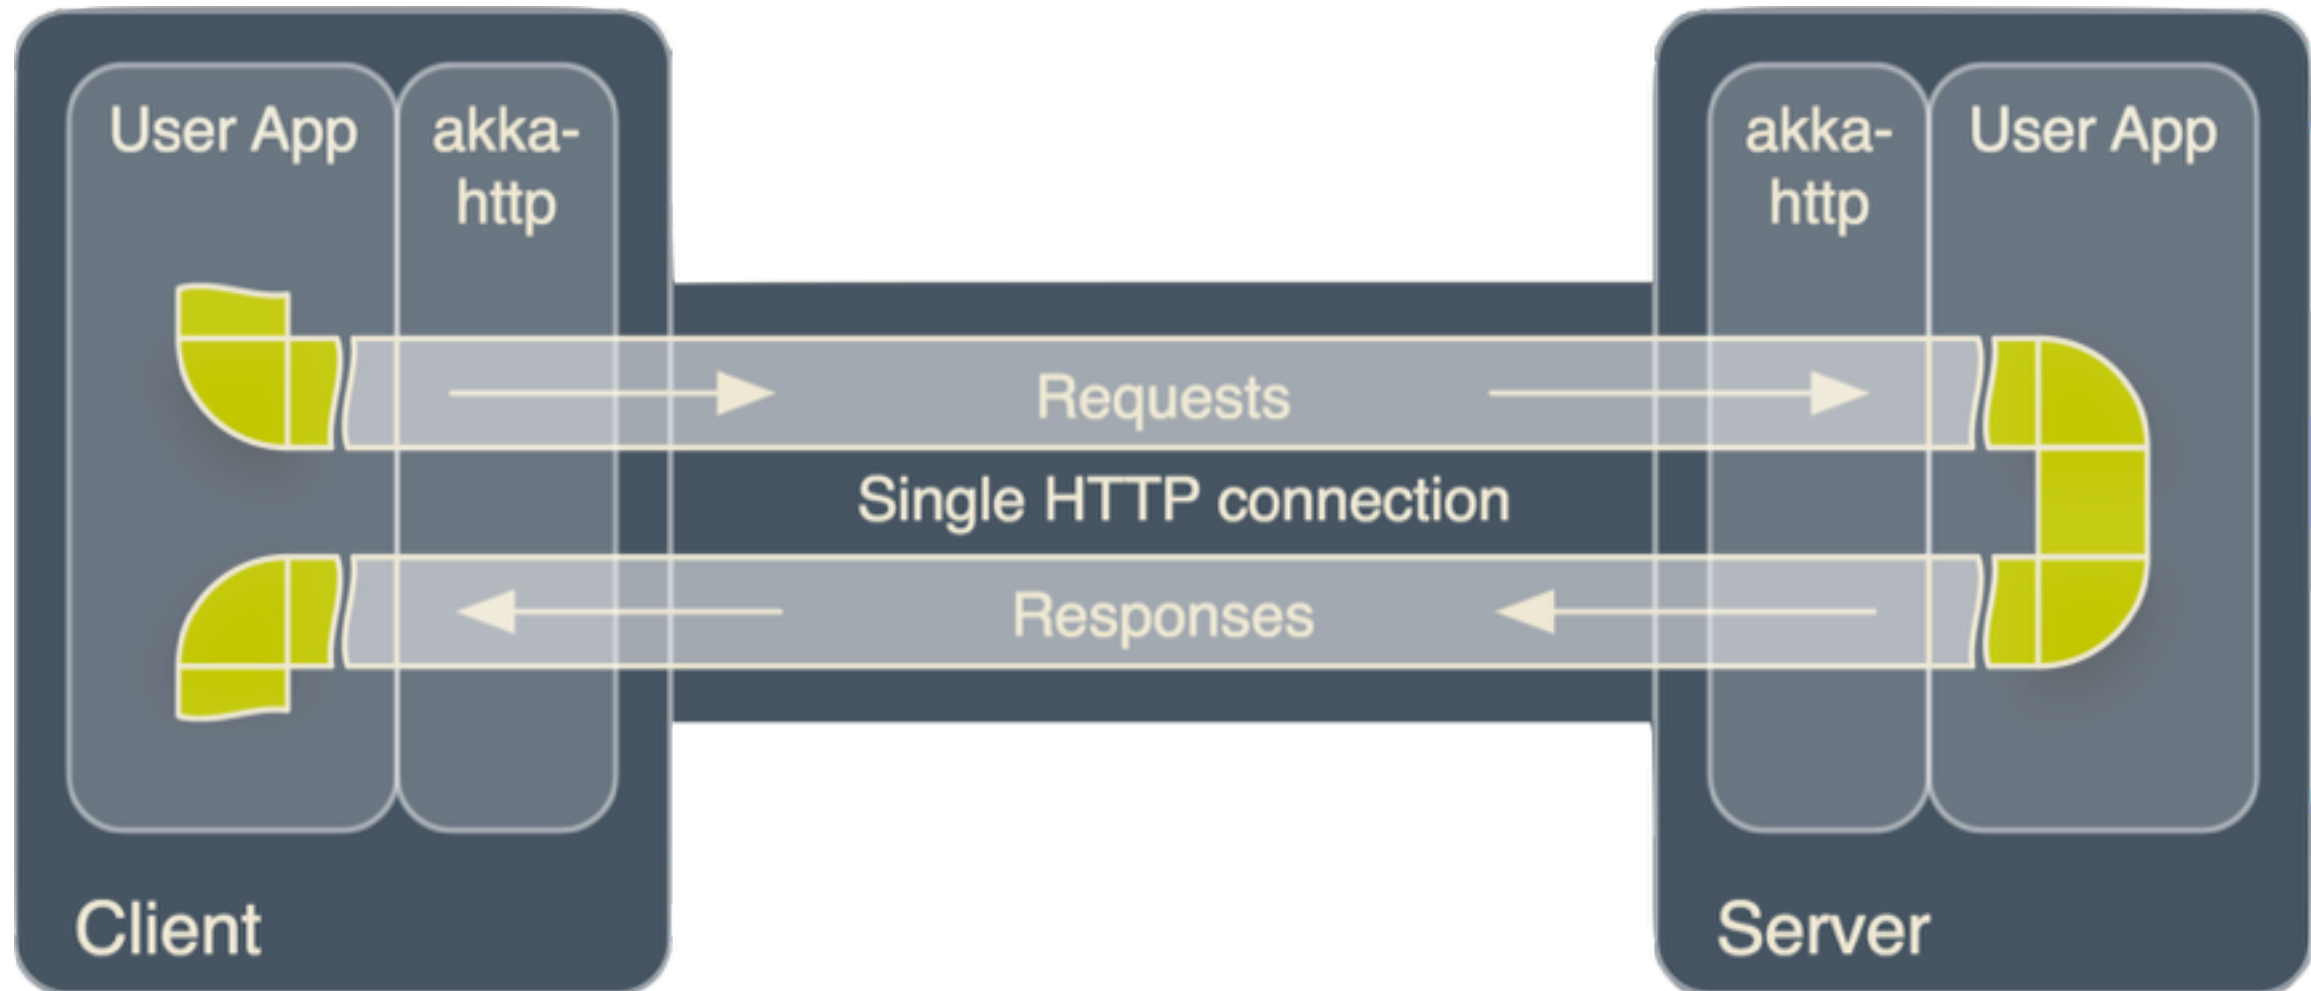 User App
akka-
http
akka-
http
User App
Requests
Single HTTP connection
Responses
Client
Server